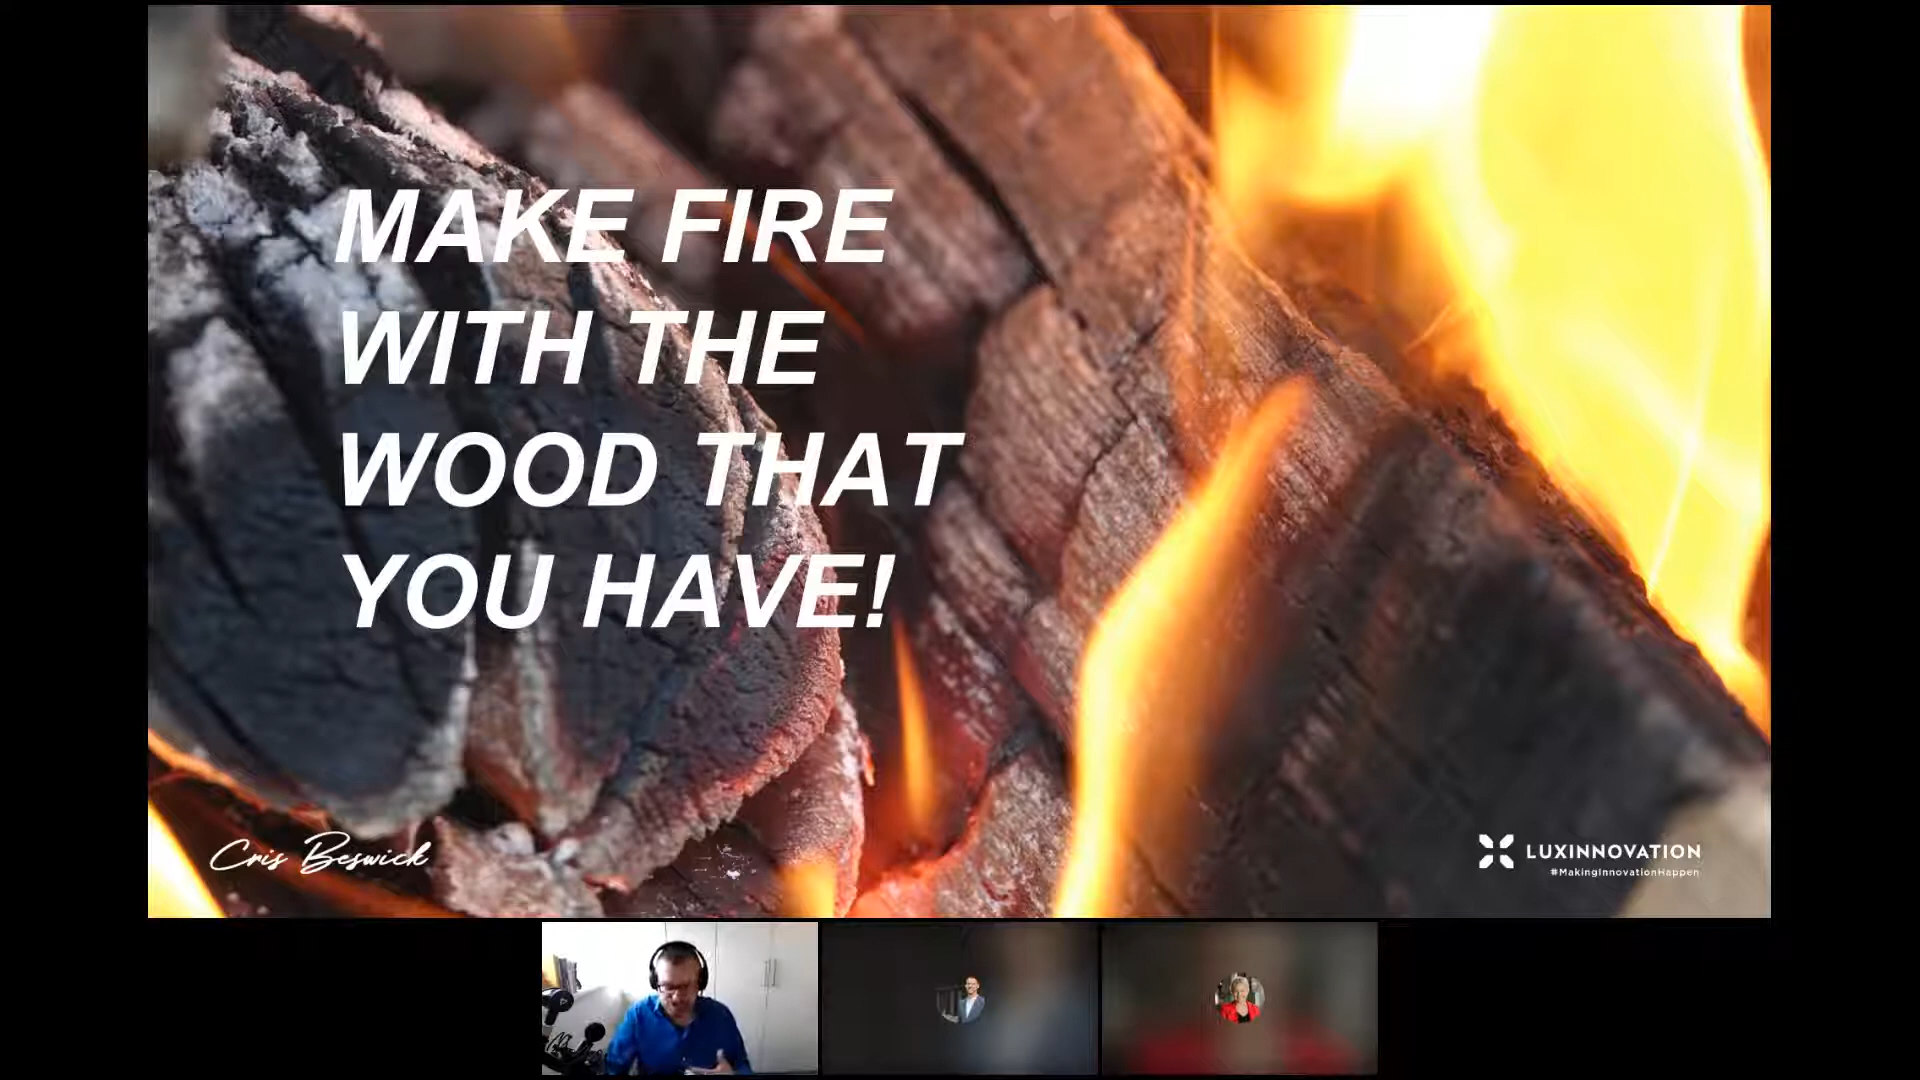 MAKE FIRE
WITH THE
WOOD THAT
YOU HAVE!
Cris Beswick
LUXINNOVATION
#MakingInnovationHappen